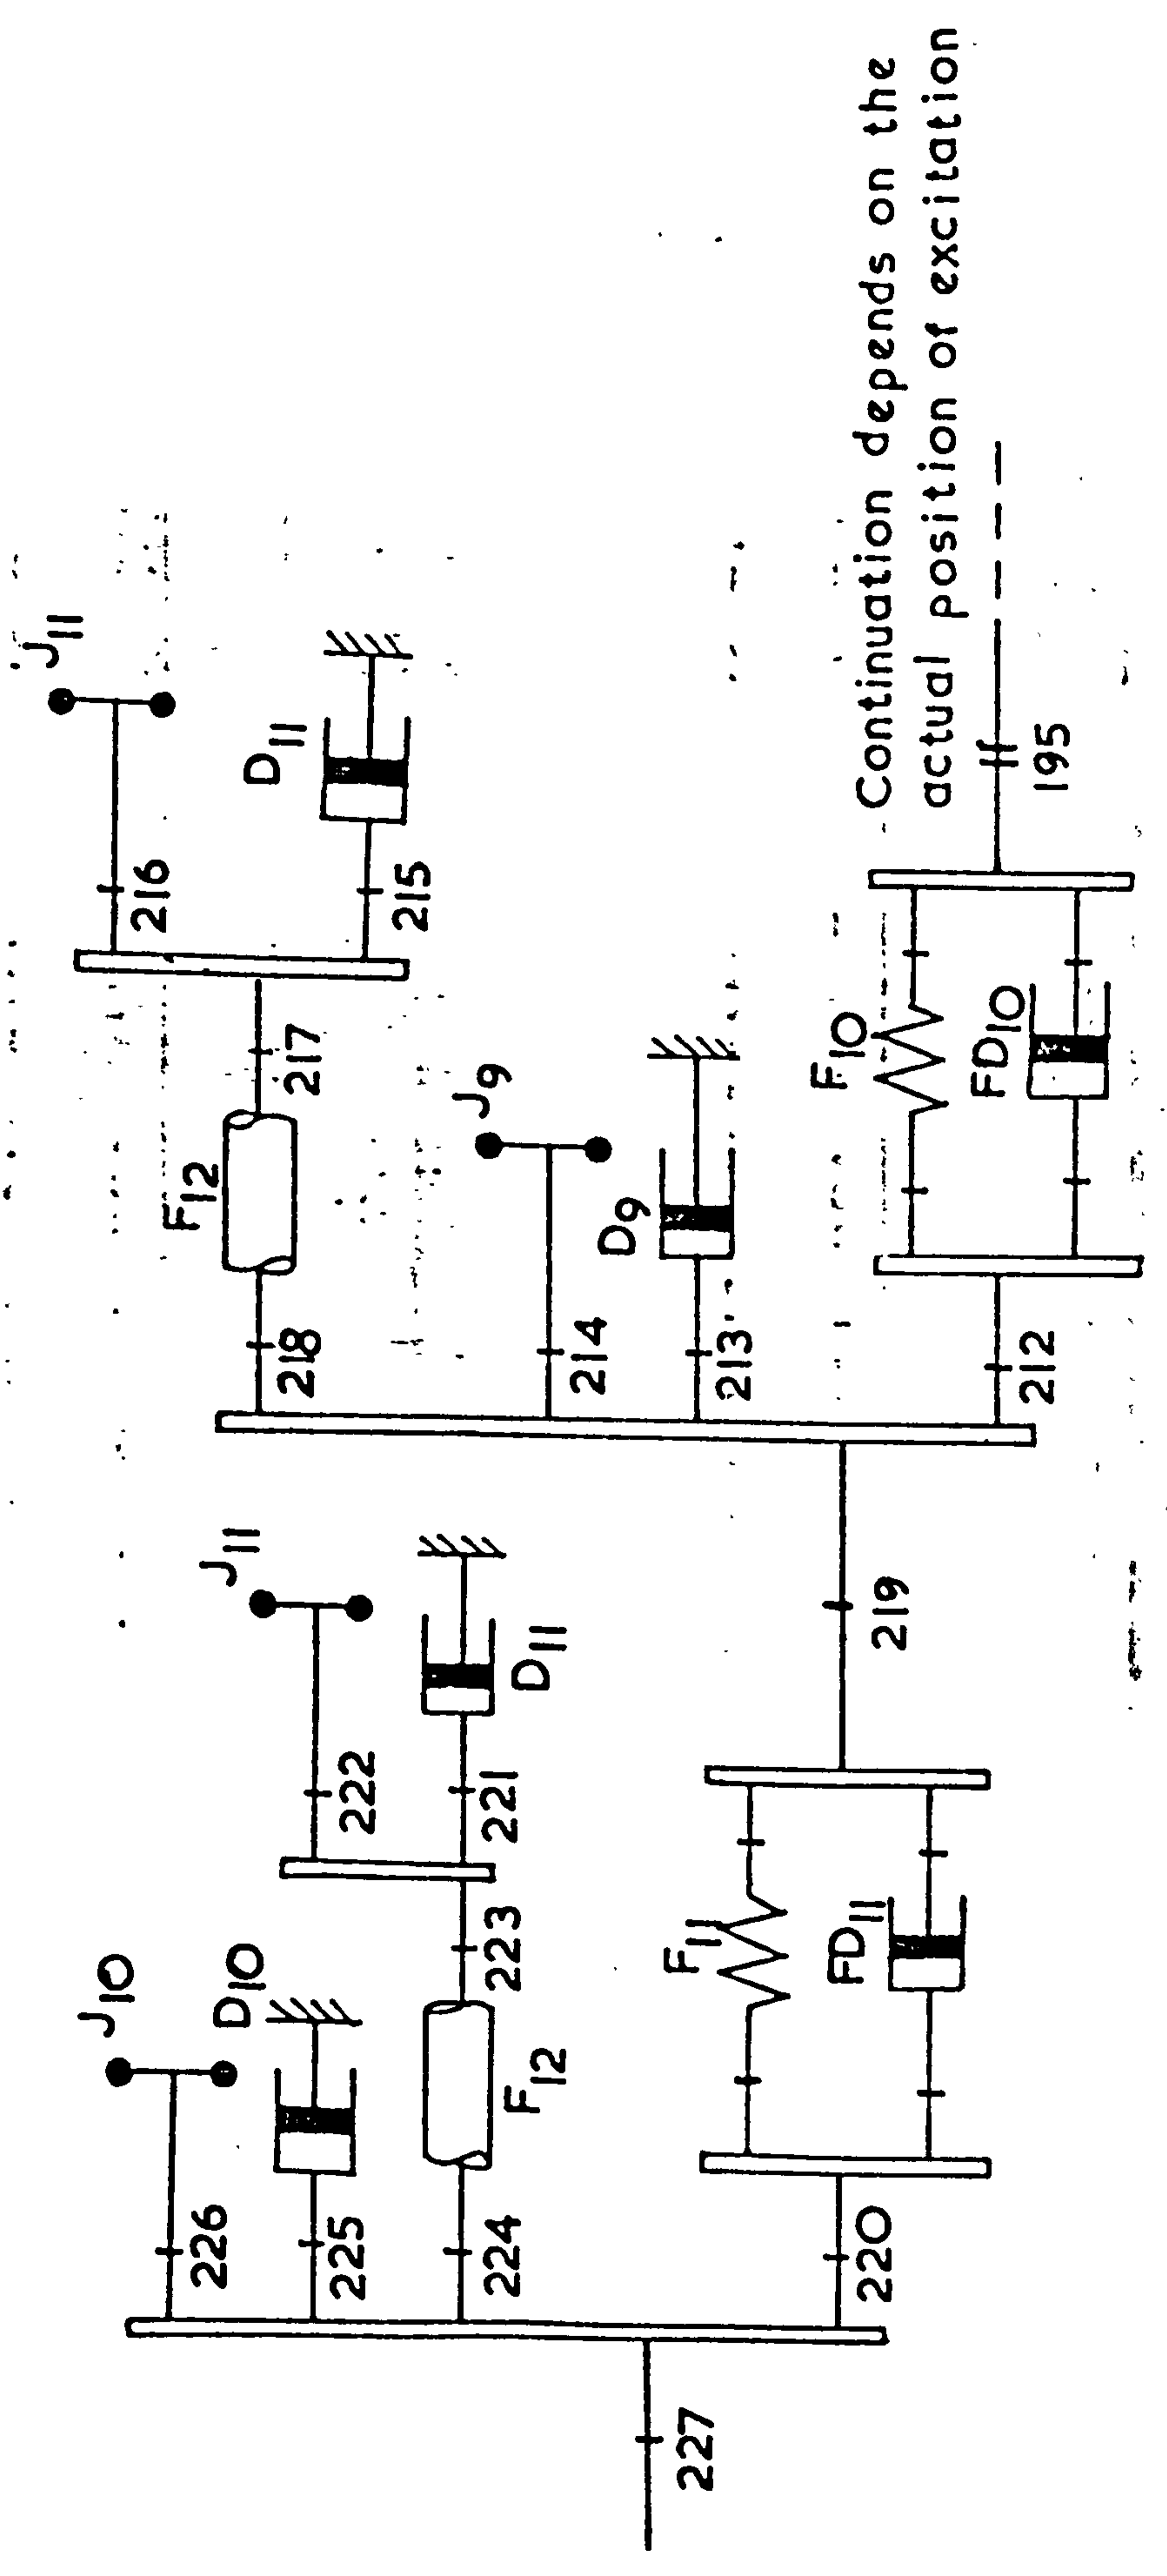 J11
216
D11
215
217
F12
218
J9
214
D9
213
F10
FD10
212
Continuation depends on the
actual position of excitation
195
J11
222
D11
221
223
F12
224
J10
226
D10
225
219
F11
FD11
220
227